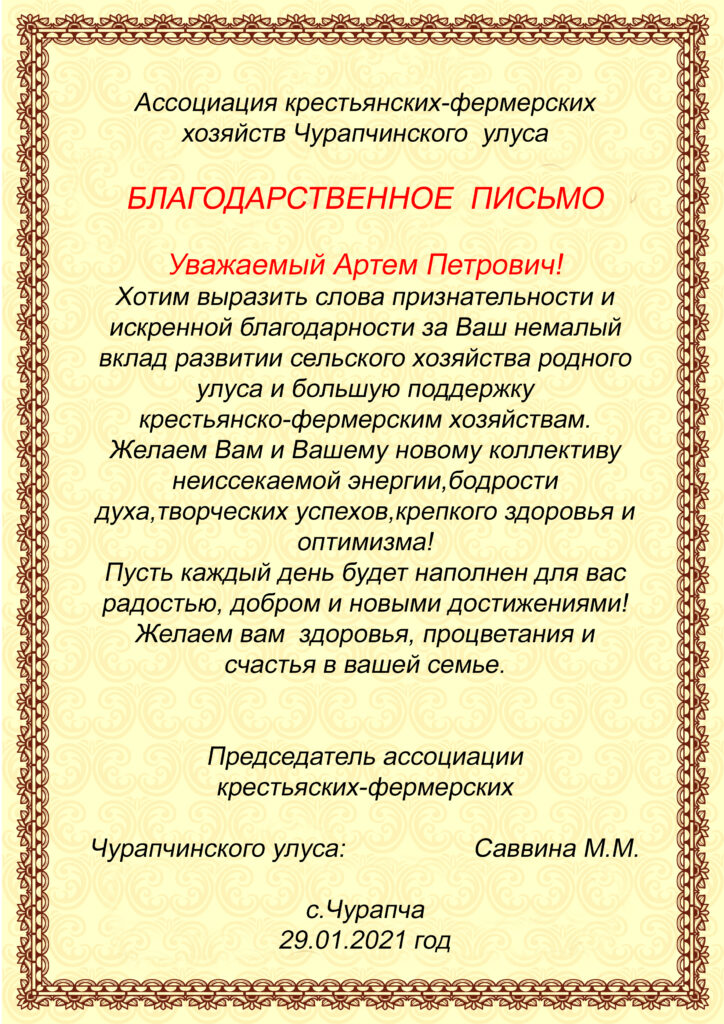 Ассоциация крестьянских-фермерских
хозяйств Чурапчинского улуса
БЛАГОДАРСТВЕННОЕ ПИСЬМО
Уважаемый Артем Петрович!
Хотим выразить слова признательности и
искренной благодарности за Ваш немалый
вклад развитии сельского хозяйства родного
улуса и большую поддержку
крестьянско-фермерским хозяйствам.
Желаем Вам и Вашему новому коллективу
неиссекаемой энергии,бодрости
духа,творческих успехов,крепкого здоровья и
оптимизма!
Пусть каждый день будет наполнен для вас
радостью, добром и новыми достижениями!
Желаем вам здоровья, процветания и
счастья в вашей семье.
Председатель ассоциации
крестьяских-фермерских
Чурапчинского улуса: Саввина М.М.
с.Чурапча
29.01.2021 год